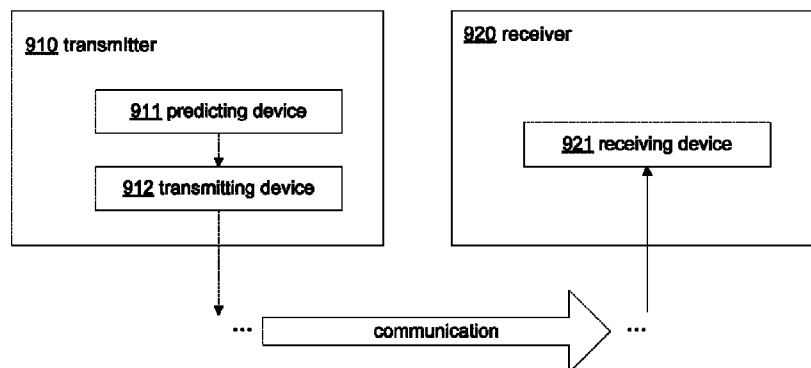 910 transmitter
911 predicting device
912 transmitting device
920 receiver
921 receiving device
... communication ...